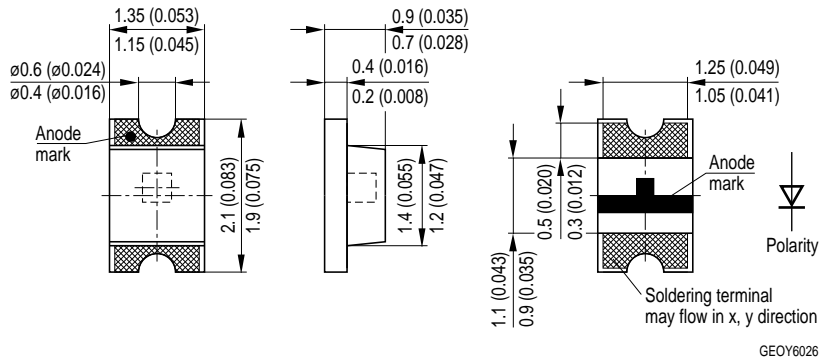 1.35 (0.053)
1.15 (0.045)
0.9 (0.035)
0.7 (0.028)
ø0.6 (ø0.024)
ø0.4 (ø0.016)
0.4 (0.016)
0.2 (0.008)
1.25 (0.049)
1.05 (0.041)
Anode
mark
2.1 (0.083)
1.9 (0.075)
1.4 (0.055)
1.2 (0.047)
0.5 (0.020)
0.3 (0.012)
1.1 (0.043)
0.9 (0.035)
Anode
mark
Polarity
Soldering terminal
may flow in x, y direction
GEOY6026